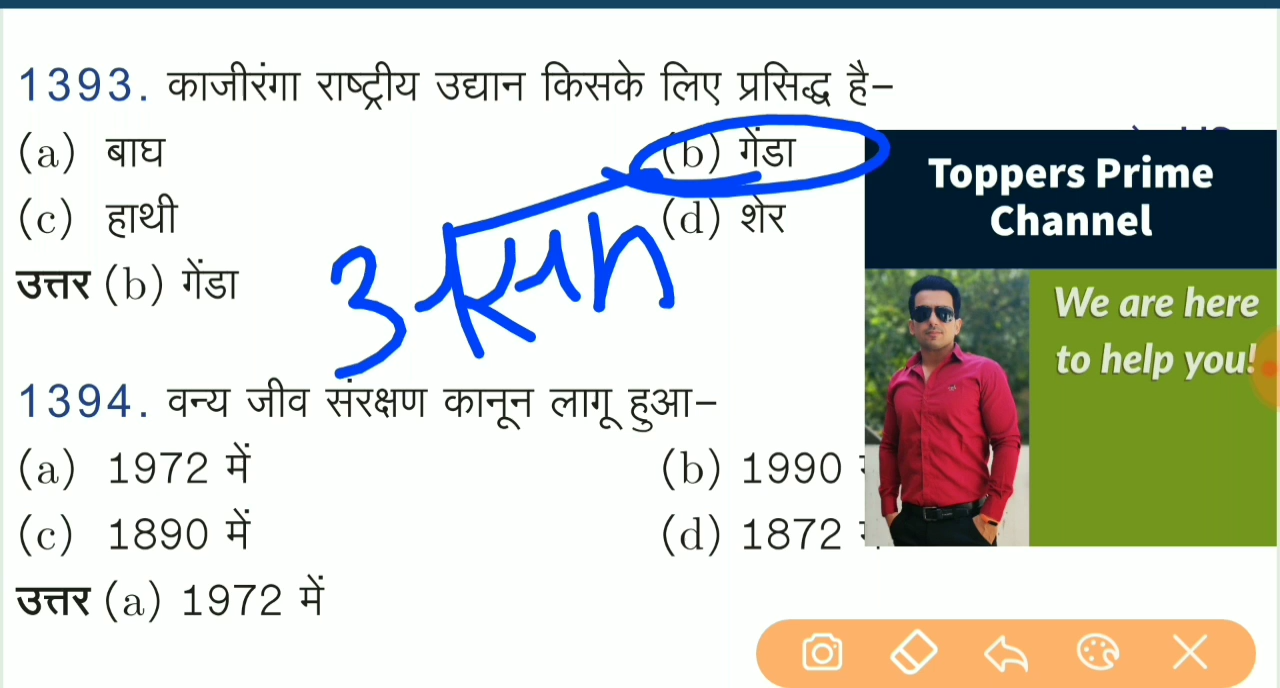 1393. काजीरंगा राष्ट्रीय उद्यान किसके लिए प्रसिद्ध है–
(a) बाघ (b) गेंडा
(c) हाथी (d) शेर
उत्तर (b) गेंडा
1394. वन्य जीव संरक्षण कानून लागू हुआ–
(a) 1972 में (b) 1990
(c) 1890 में (d) 1872
उत्तर (a) 1972 में
Toppers Prime
Channel
We are here
to help you!